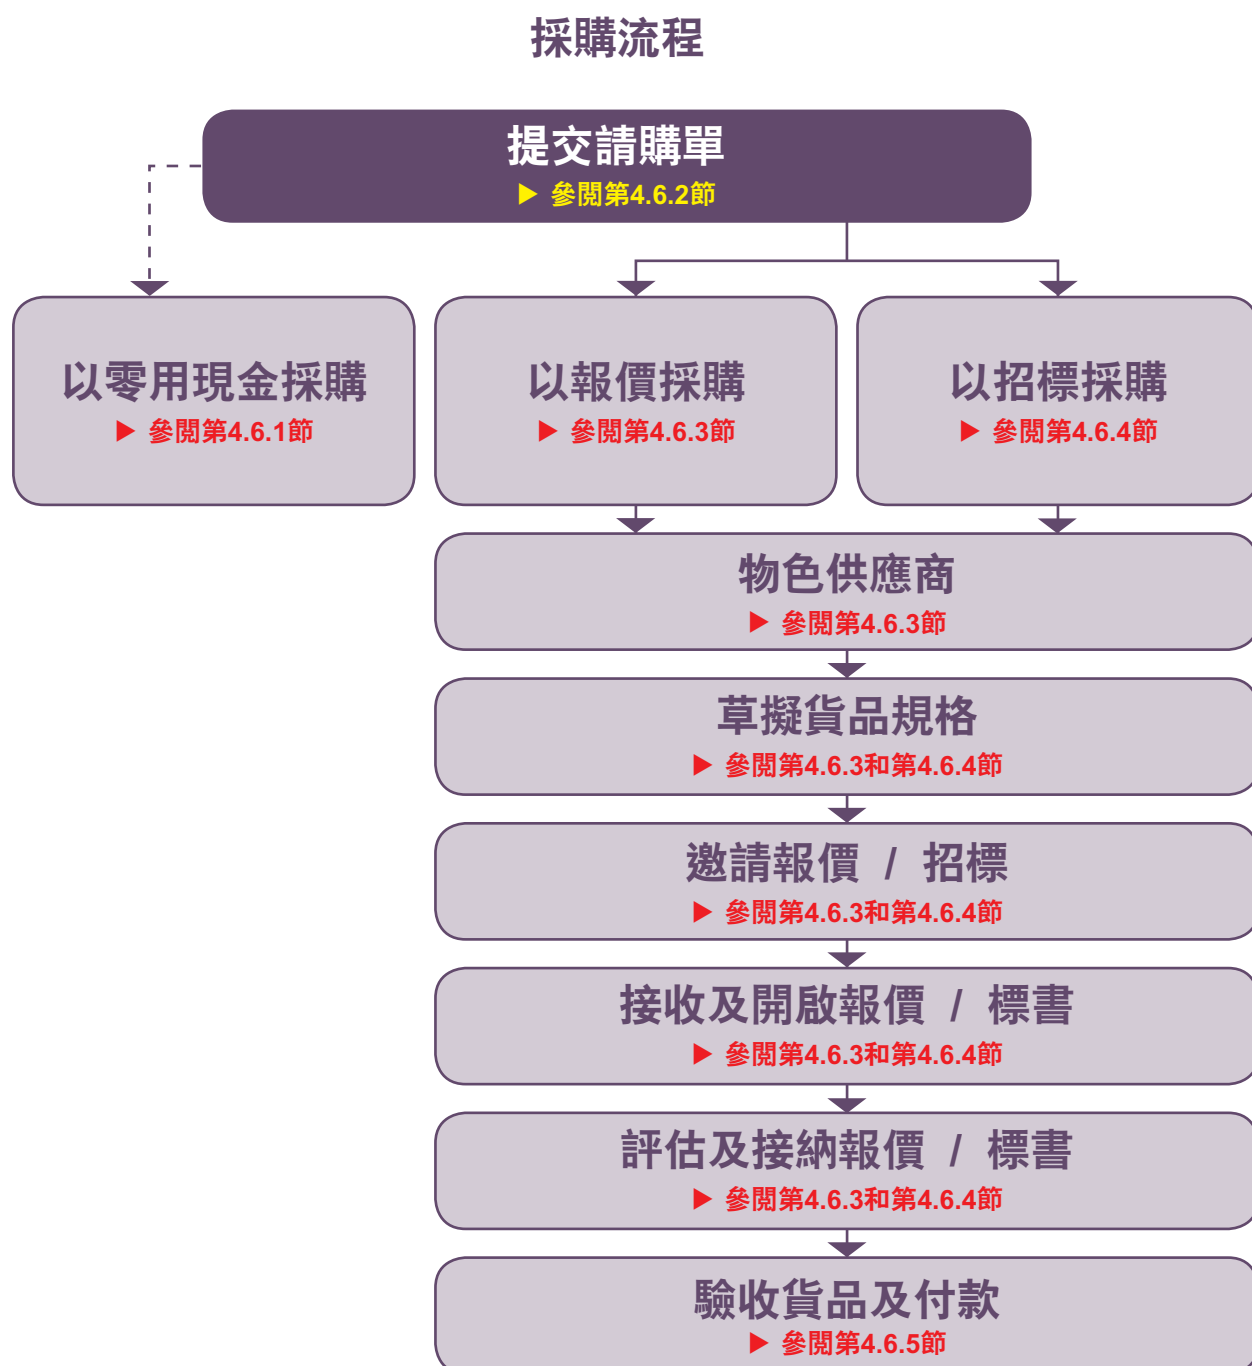 採購流程
提交請購單
▶ 參閱第4.6.2節
以零用現金採購
▶ 參閱第4.6.1節
以報價採購
▶ 參閱第4.6.3節
以招標採購
▶ 參閱第4.6.4節
物色供應商
▶ 參閱第4.6.3節
草擬貨品規格
▶ 參閱第4.6.3和第4.6.4節
邀請報價 / 招標
▶ 參閱第4.6.3和第4.6.4節
接收及開啟報價 / 標書
▶ 參閱第4.6.3和第4.6.4節
評估及接納報價 / 標書
▶ 參閱第4.6.3和第4.6.4節
驗收貨品及付款
▶ 參閱第4.6.5節